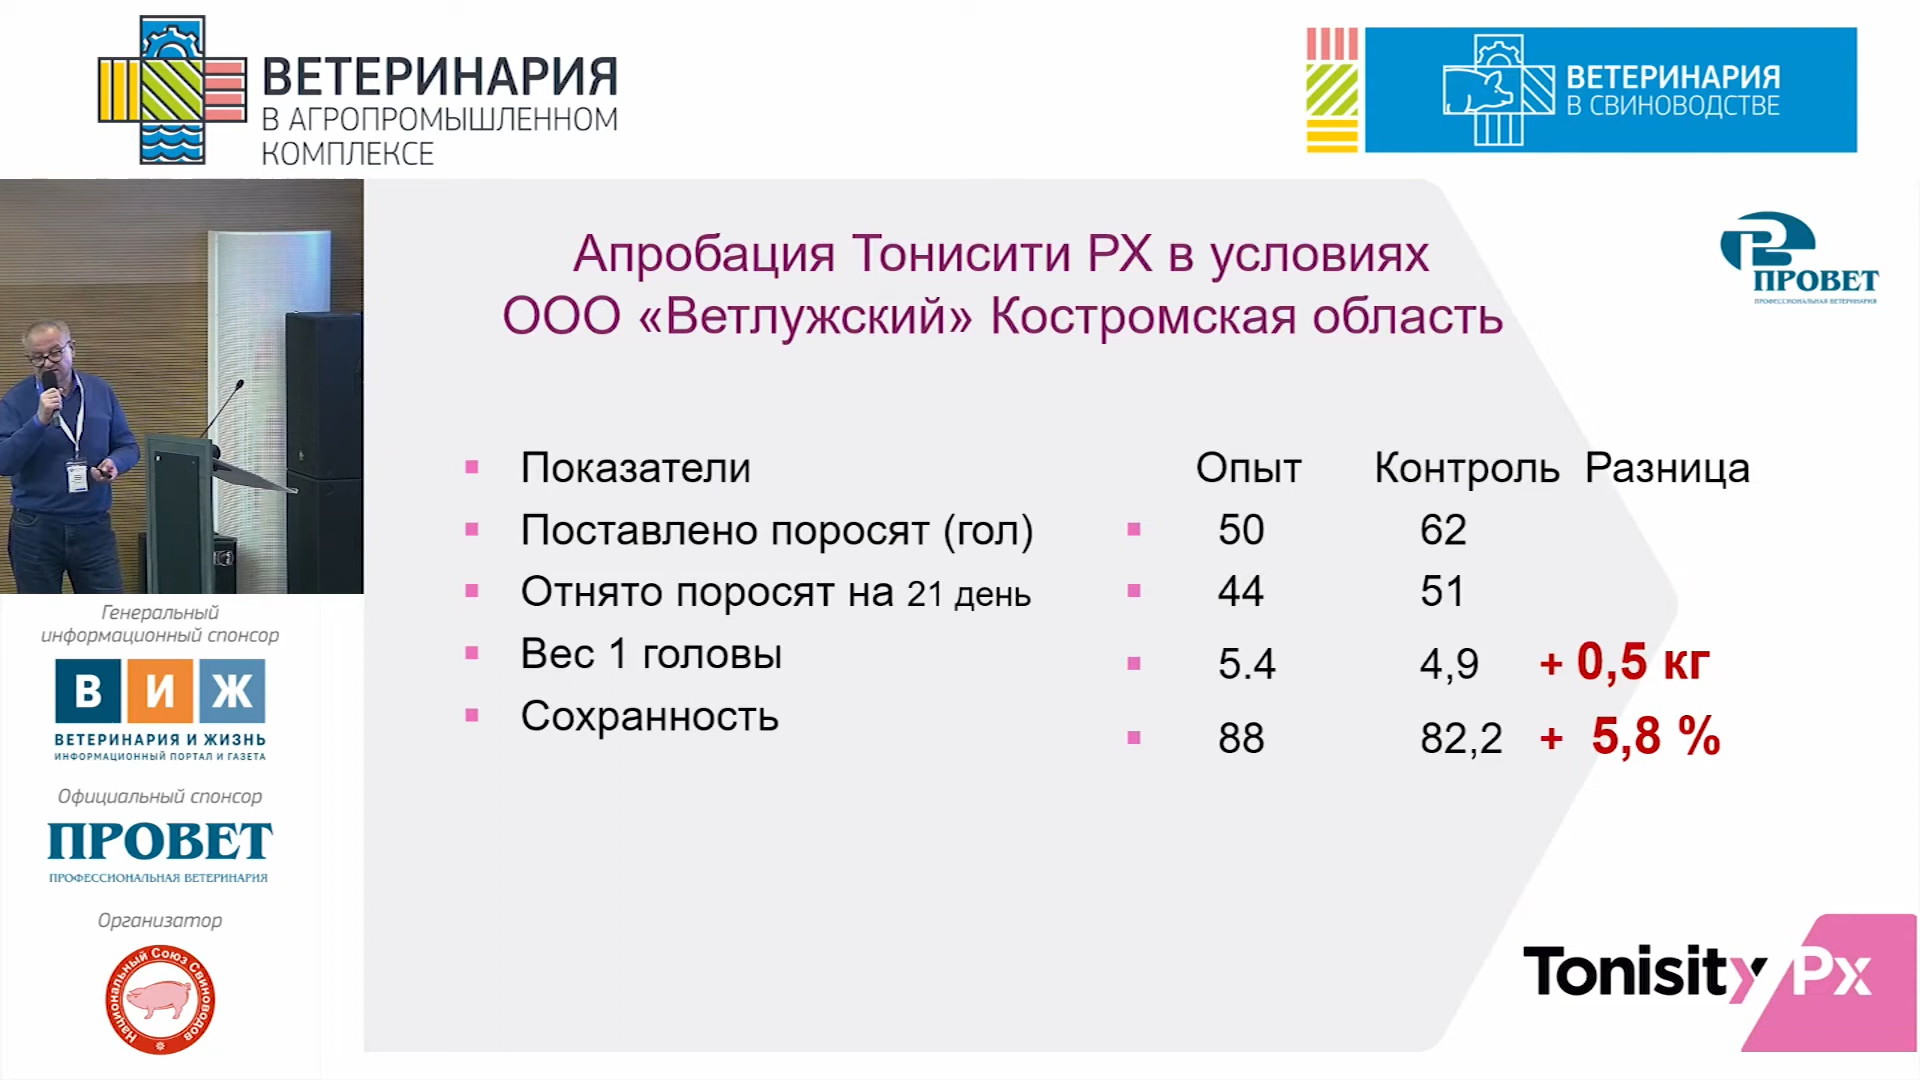 ВЕТЕРИНАРИЯ
В АГРОПРОМЫШЛЕННОМ
КОМПЛЕКСЕ
ВЕТЕРИНАРИЯ
В СВИНОВОДСТВЕ
Апробация Тонисити РХ в условиях
ООО «Ветлужский» Костромская область
ПРОВЕТ
ПРОФЕССИОНАЛЬНАЯ ВЕТЕРИНАРИЯ
Показатели Опыт Контроль Разница
Поставлено поросят (гол) 50 62
Отнято поросят на 21 день 44 51
Вес 1 головы 5.4 4,9 + 0,5 кг
Сохранность 88 82,2 + 5,8 %
Генеральный
информационный спонсор
В И Ж
ВЕТЕРИНАРИЯ И ЖИЗНЬ
ИНФОРМАЦИОННЫЙ ПОРТАЛ И ГАЗЕТА
Официальный спонсор
ПРОВЕТ
ПРОФЕССИОНАЛЬНАЯ ВЕТЕРИНАРИЯ
Организатор
Национальный Союз Свиноводов
Tonisity Px